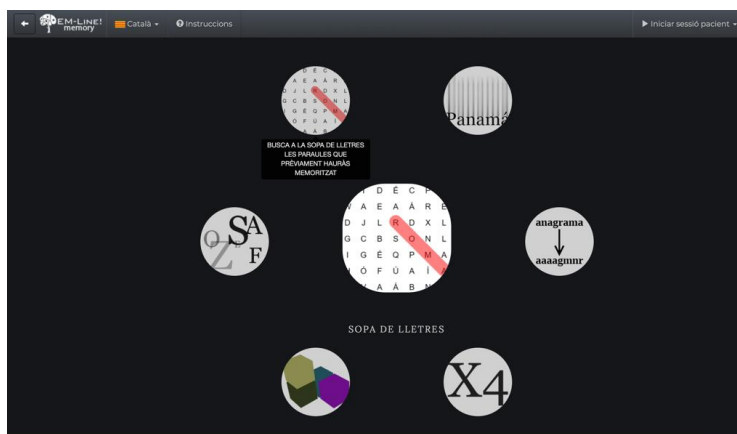 EM-LINE!
memory
Català
Instruccions
Iniciar sessió pacient
D É C
A E A À R
D J L R D X L
G C B S O N L
I G É Q P M A
Ó F Ú A Í
A À B
Panamá
BUSCA A LA SOPA DE LLETRES
LES PARAULES QUE
PRÈVIAMENT HAURÀS
MEMORITZAT
S A
Z F
D É C
A E A À R E
D J L R D X L
G C B S O N L
I G É Q P M A
Ó F Ú A Í A
A À B N
anagrama
aaaagmnr
SOPA DE LLETRES
X4